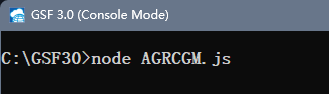 GSF 3.0 (Console Mode)
C:\GSF30>node AGRCGM.js